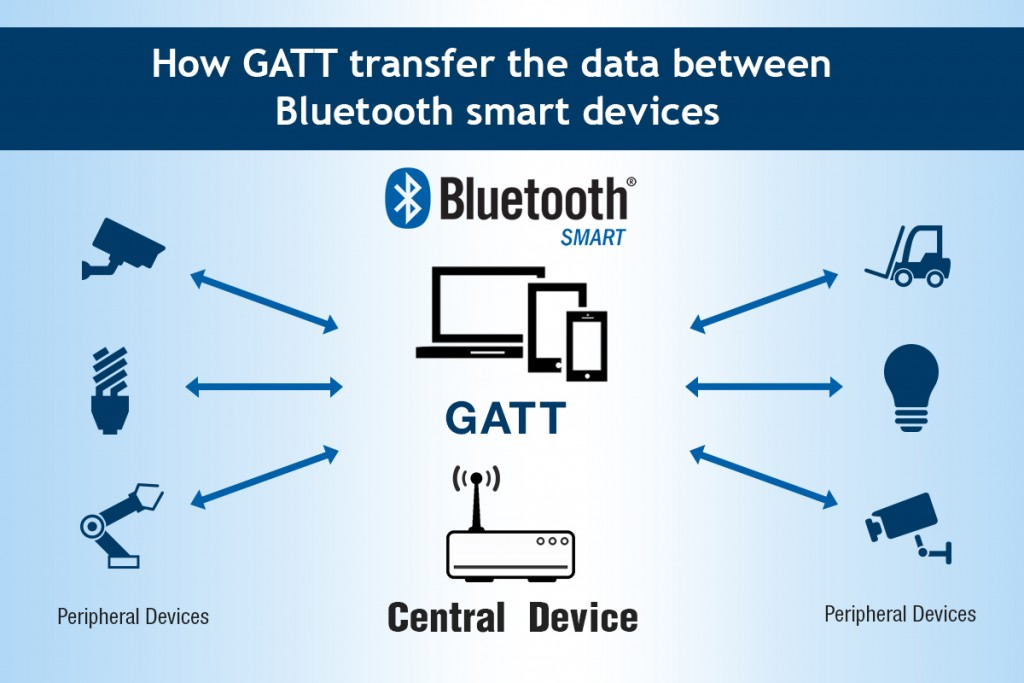 How GATT transfer the data between
Bluetooth smart devices
Bluetooth®
SMART
GATT
Central Device
Peripheral Devices
Peripheral Devices